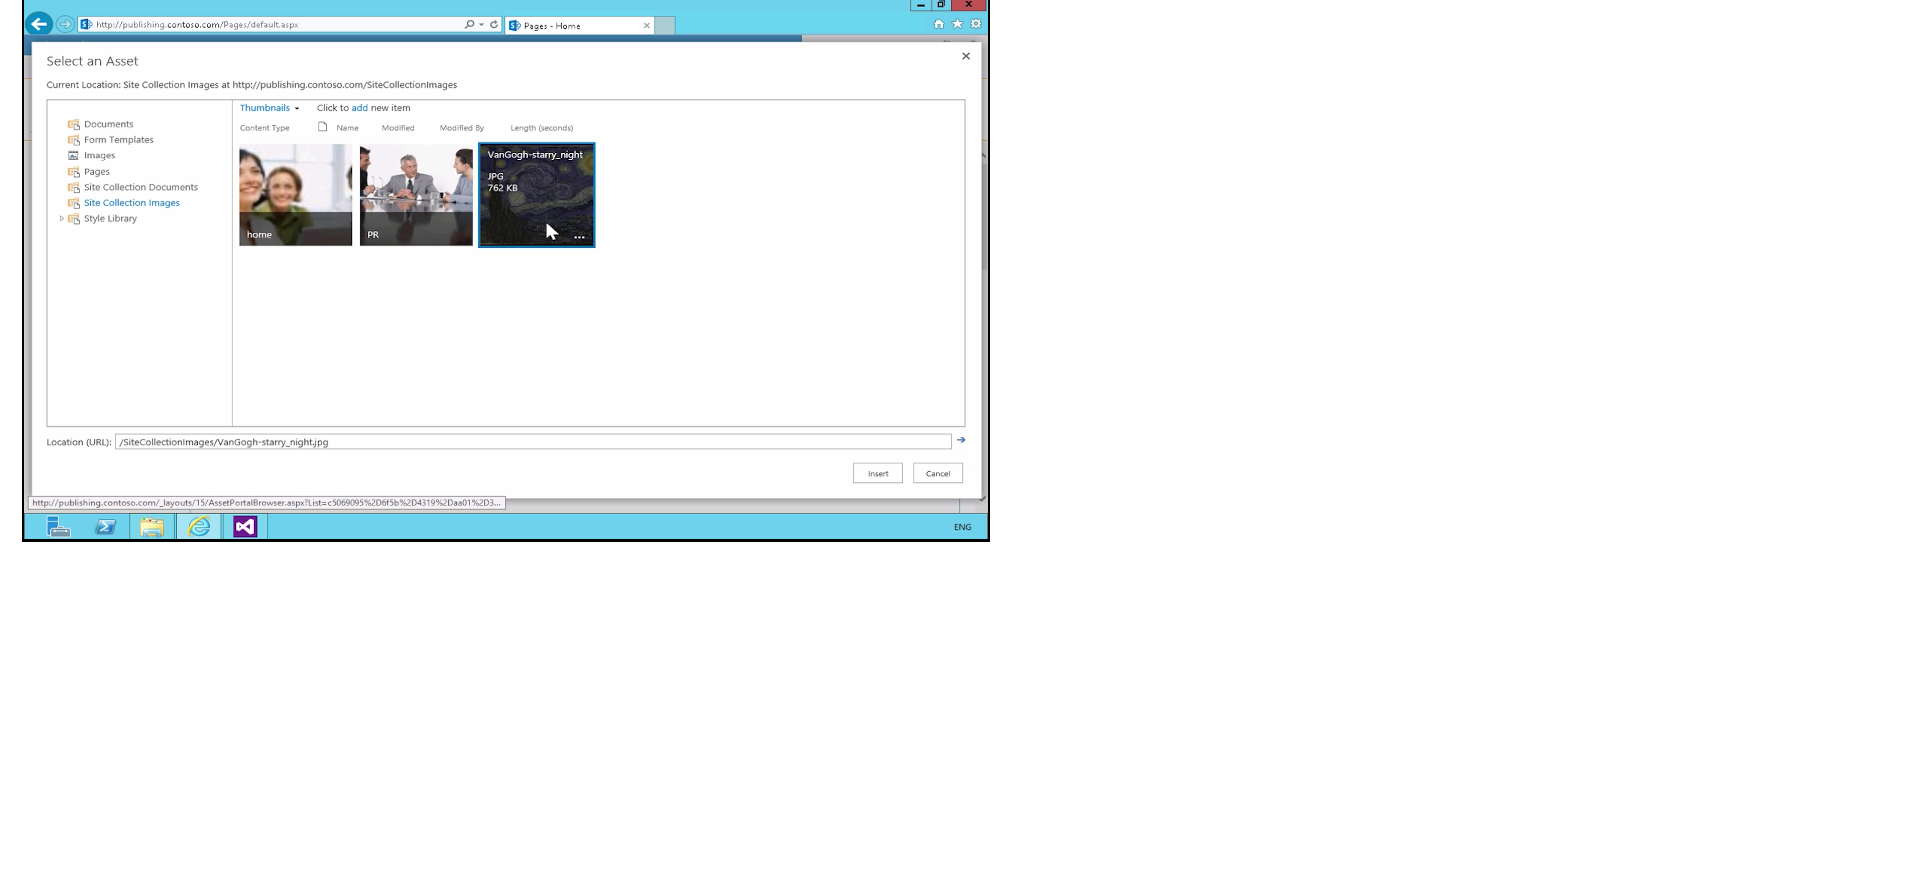 http://publishing.contoso.com/Pages/default.aspx
Pages - Home
Select an Asset
Current Location: Site Collection Images at http://publishing.contoso.com/SiteCollectionImages
Documents
Form Templates
Images
Pages
Site Collection Documents
Site Collection Images
Style Library
Thumbnails Click to add new item
Content Type Name Modified Modified By Length (seconds)
home
PR
VanGogh-starry_night
JPG
762 KB
...
Location (URL): /SiteCollectionImages/VanGogh-starry_night.jpg
Insert Cancel
http://publishing.contoso.com/_layouts/15/AssetPortalBrowser.aspx?List=c5069095%2D6f5b%2D4319%2Daa01%2D3...
ENG